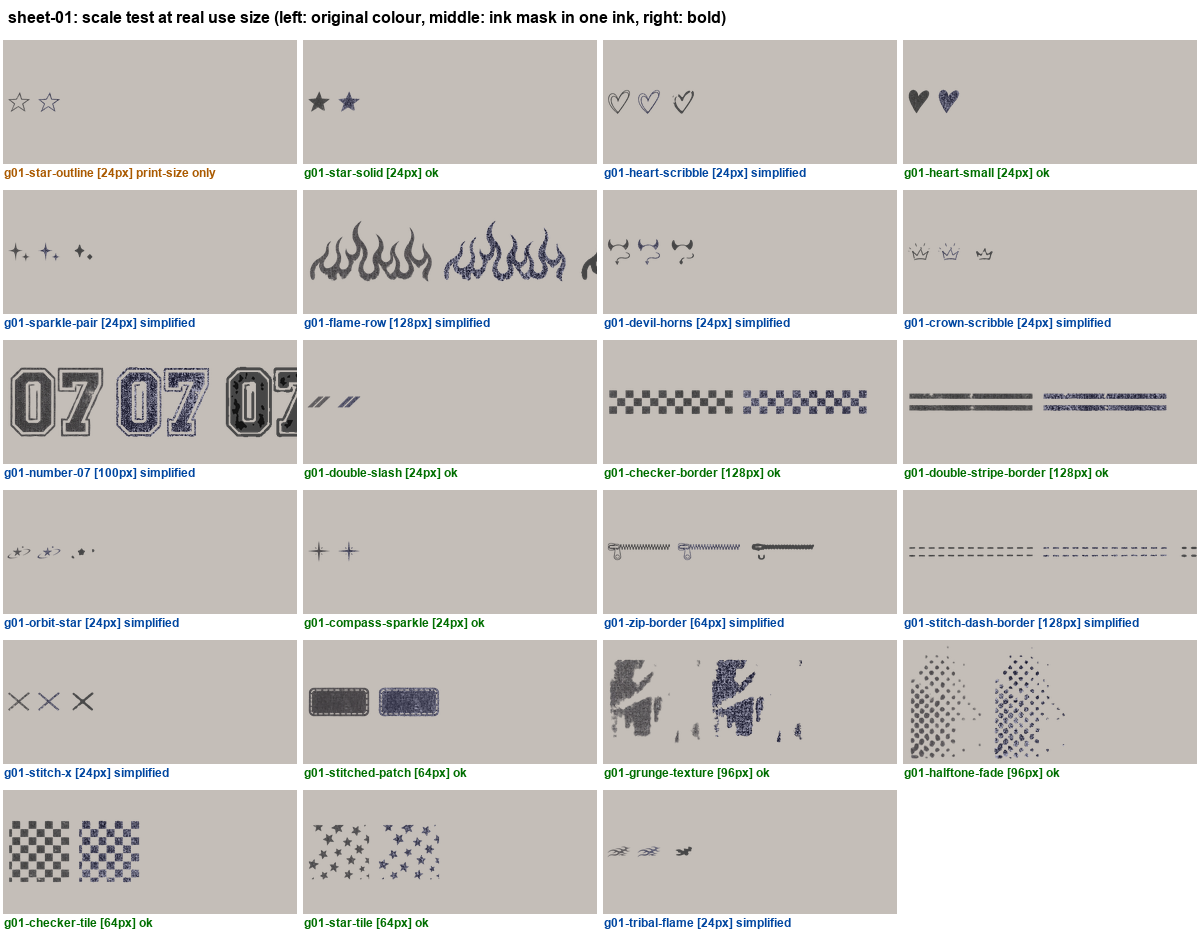 sheet-01: scale test at real use size (left: original colour, middle: ink mask in one ink, right: bold)
g01-star-outline [24px] print-size only
g01-star-solid [24px] ok
g01-heart-scribble [24px] simplified
g01-heart-small [24px] ok
g01-sparkle-pair [24px] simplified
g01-flame-row [128px] simplified
g01-devil-horns [24px] simplified
g01-crown-scribble [24px] simplified
07 07 07
g01-number-07 [100px] simplified
g01-double-slash [24px] ok
g01-checker-border [128px] ok
g01-double-stripe-border [128px] ok
g01-orbit-star [24px] simplified
g01-compass-sparkle [24px] ok
g01-zip-border [64px] simplified
g01-stitch-dash-border [128px] simplified
g01-stitch-x [24px] simplified
g01-stitched-patch [64px] ok
g01-grunge-texture [96px] ok
g01-halftone-fade [96px] ok
g01-checker-tile [64px] ok
g01-star-tile [64px] ok
g01-tribal-flame [24px] simplified